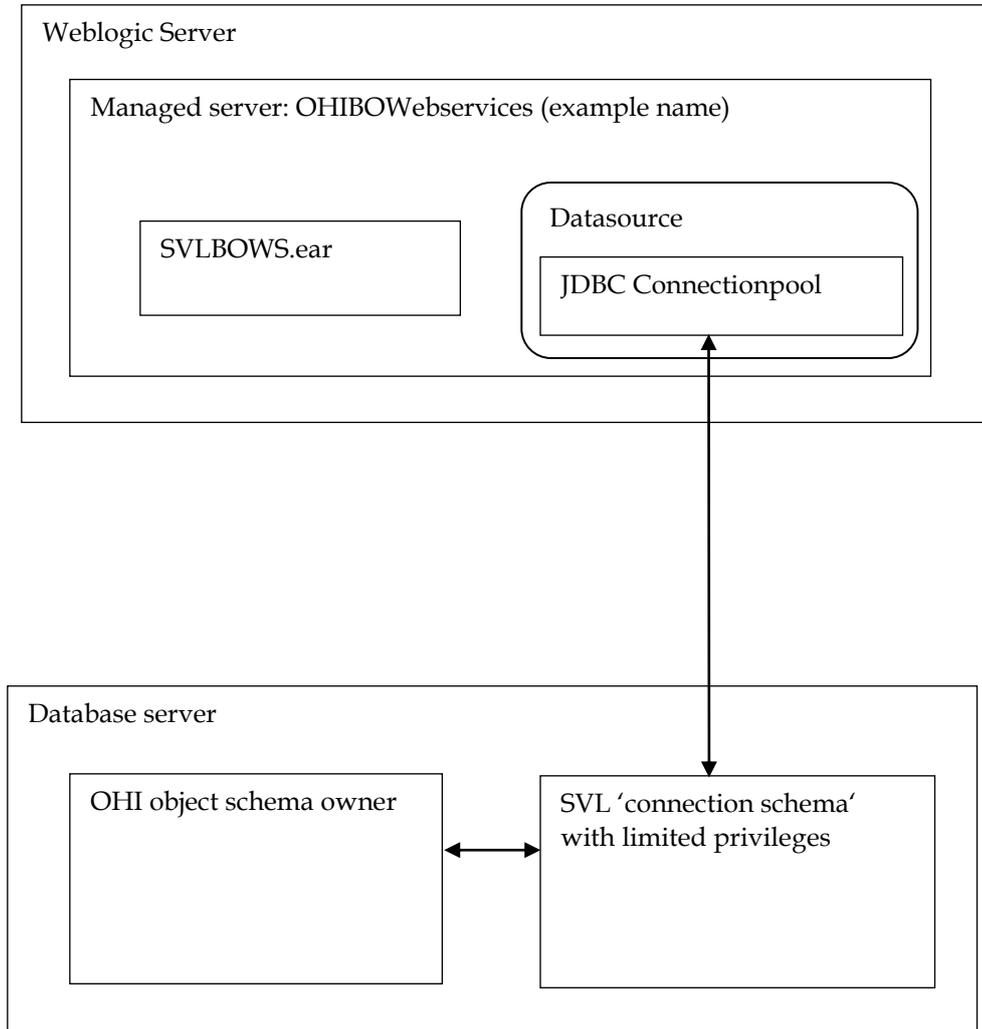 Weblogic Server
Managed server: OHIBOWebservices (example name)
SVLBOWS.ear
Datasource
JDBC Connectionpool
Database server
OHI object schema owner
SVL ‘connection schema‘
with limited privileges